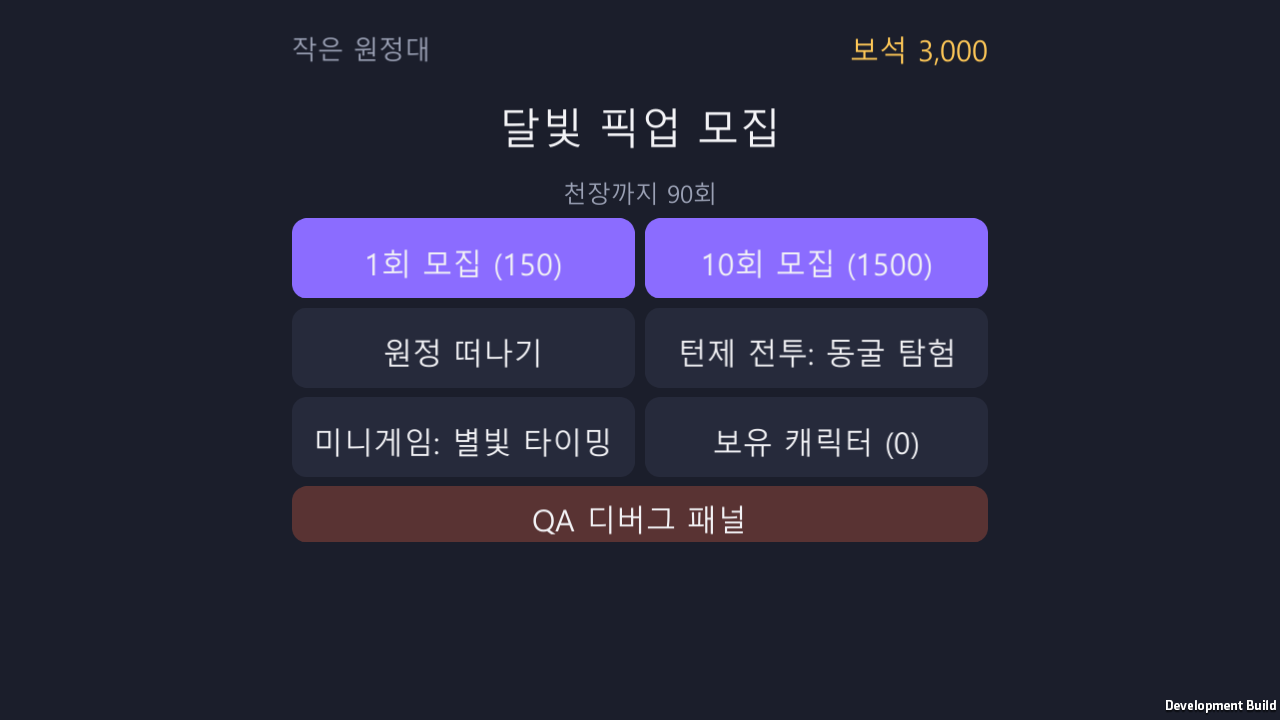 작은 원정대
보석 3,000
달빛 픽업 모집
천장까지 90회
1회 모집 (150)
10회 모집 (1500)
원정 떠나기
턴제 전투: 동굴 탐험
미니게임: 별빛 타이밍
보유 캐릭터 (0)
QA 디버그 패널
Development Build